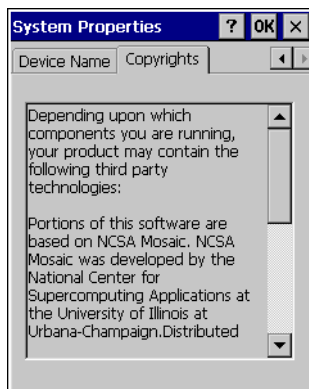 System Properties ? OK ×
Device Name Copyrights
Depending upon which
components you are running,
your product may contain the
following third party
technologies:
Portions of this software are
based on NCSA Mosaic. NCSA
Mosaic was developed by the
National Center for
Supercomputing Applications at
the University of Illinois at
Urbana-Champaign.Distributed